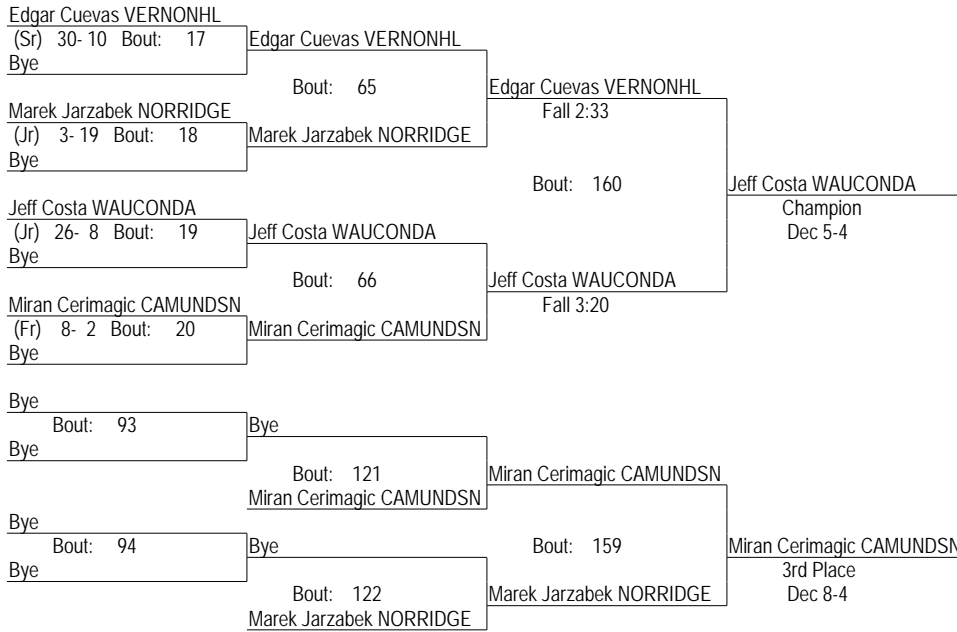 Edgar Cuevas VERNONHL
(Sr) 30- 10 Bout: 17
Edgar Cuevas VERNONHL
Bye
Bout: 65
Edgar Cuevas VERNONHL
Fall 2:33
Marek Jarzabek NORRIDGE
(Jr) 3- 19 Bout: 18
Marek Jarzabek NORRIDGE
Bye
Bout: 160
Jeff Costa WAUCONDA
Champion
Dec 5-4
Jeff Costa WAUCONDA
(Jr) 26- 8 Bout: 19
Jeff Costa WAUCONDA
Bye
Bout: 66
Jeff Costa WAUCONDA
Fall 3:20
Miran Cerimagic CAMUNDSN
(Fr) 8- 2 Bout: 20
Miran Cerimagic CAMUNDSN
Bye
Bye
Bout: 93
Bye
Bye
Bout: 121
Miran Cerimagic CAMUNDSN
Miran Cerimagic CAMUNDSN
Bye
Bout: 94
Bye
Bye
Bout: 159
Miran Cerimagic CAMUNDSN
3rd Place
Dec 8-4
Bout: 122
Marek Jarzabek NORRIDGE
Marek Jarzabek NORRIDGE